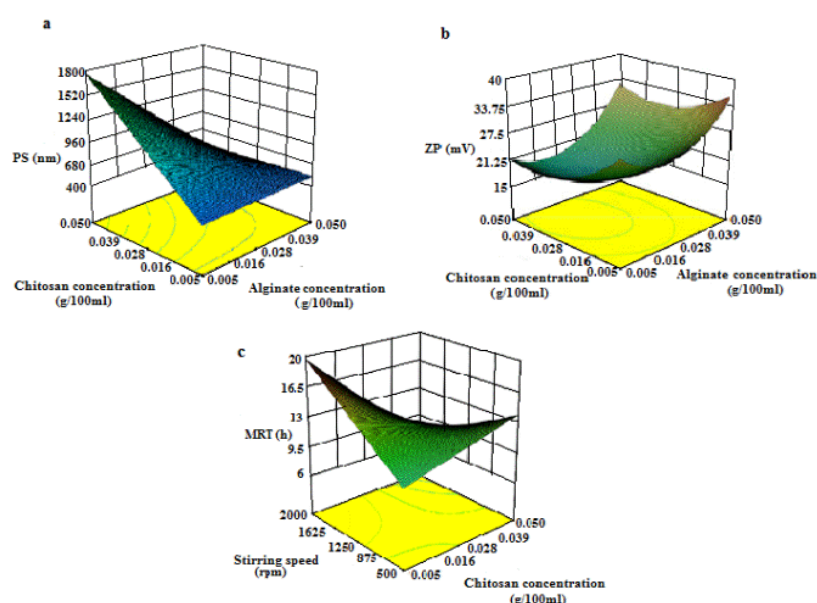 a
1800
1520
1240
960
PS (nm)
680
400
0.050
0.039
0.028
0.016
0.005
0.005
0.016
0.028
0.039
0.050
Chitosan concentration
(g/100ml)
Alginate concentration
(g/100ml)
b
40
33.75
27.5
ZP (mV)
21.25
15
0.050
0.039
0.028
0.016
0.005
0.005
0.016
0.028
0.039
0.050
Chitosan concentration
(g/100ml)
Alginate concentration
(g/100ml)
c
20
16.5
13
MRT (h)
9.5
6
2000
1625
1250
875
500
0.005
0.016
0.028
0.039
0.050
Stirring speed
(rpm)
Chitosan concentration
(g/100ml)